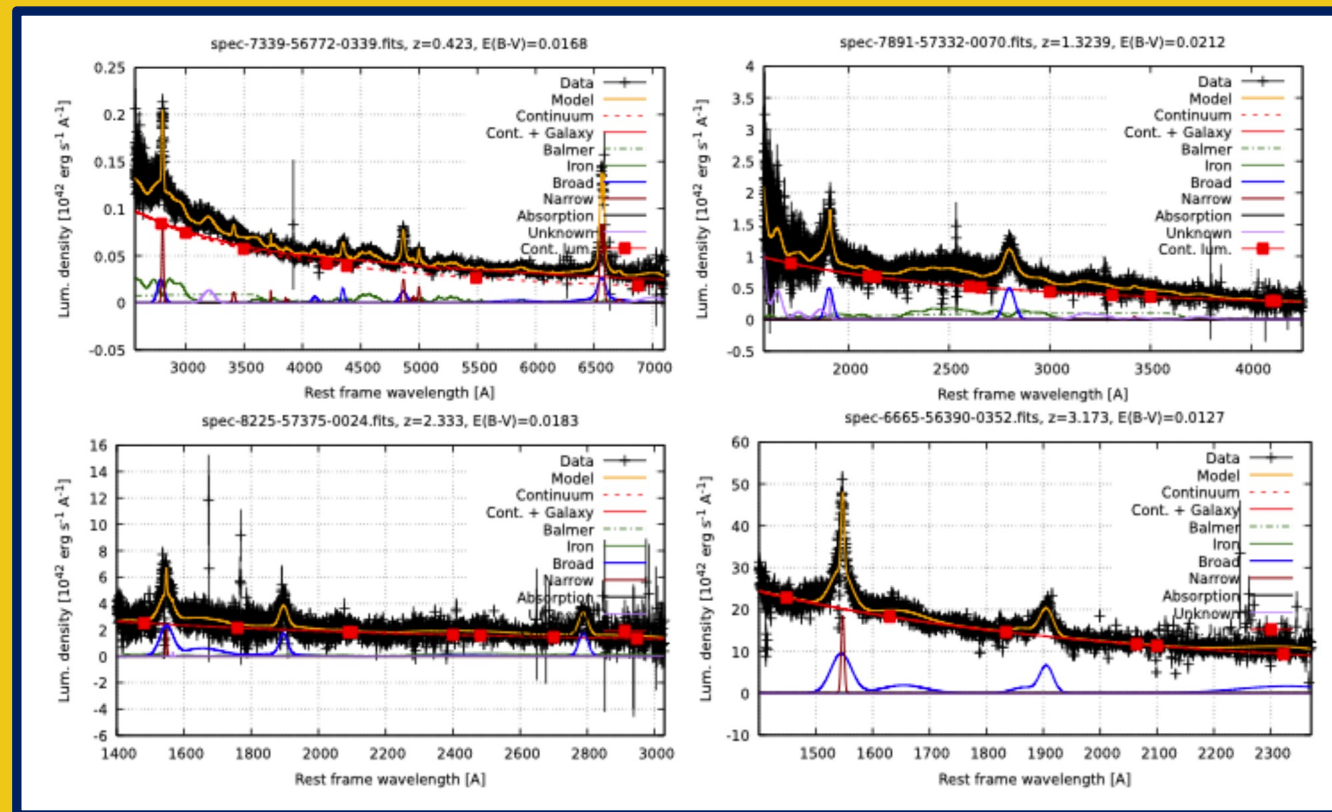 spec-7339-56772-0339.fits, z=0.423, E(B-V)=0.0168
Lum. density [10⁴² erg s⁻¹ A⁻¹]
0.25
0.2
0.15
0.1
0.05
0
-0.05
Data
Model
Continuum
Cont. + Galaxy
Balmer
Iron
Broad
Narrow
Absorption
Unknown
Cont. lum.
3000 3500 4000 4500 5000 5500 6000 6500 7000
Rest frame wavelength [A]
spec-7891-57332-0070.fits, z=1.3239, E(B-V)=0.0212
Lum. density [10⁴² erg s⁻¹ A⁻¹]
4
3.5
3
2.5
2
1.5
1
0.5
0
-0.5
Data
Model
Continuum
Cont. + Galaxy
Balmer
Iron
Broad
Narrow
Absorption
Unknown
Cont. lum.
2000 2500 3000 3500 4000
Rest frame wavelength [A]
spec-8225-57375-0024.fits, z=2.333, E(B-V)=0.0183
Lum. density [10⁴² erg s⁻¹ A⁻¹]
16
14
12
10
8
6
4
2
0
-2
-4
-6
Data
Model
Continuum
Cont. + Galaxy
Balmer
Iron
Broad
Narrow
Absorption
1400 1600 1800 2000 2200 2400 2600 2800 3000
Rest frame wavelength [A]
spec-6665-56390-0352.fits, z=3.173, E(B-V)=0.0127
Lum. density [10⁴² erg s⁻¹ A⁻¹]
60
50
40
30
20
10
0
-10
Data
Model
Continuum
Cont. + Galaxy
Balmer
Iron
Broad
Narrow
Absorption
Unknown
1500 1600 1700 1800 1900 2000 2100 2200 2300
Rest frame wavelength [A]